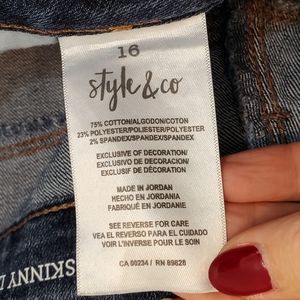 16
style & co
75% COTTON/ALGODON/COTON
23% POLYESTER/POLIESTER/POLYESTER
2% SPANDEX/SPANDEX/SPANDEX
EXCLUSIVE OF DECORATION/
EXCLUSIVO DE DECORACION/
EXCLUSIF DE DÉCORATION
MADE IN JORDAN
HECHO EN JORDANIA
FABRIQUÉ EN JORDANIE
SEE REVERSE FOR CARE
VEA EL REVERSO PARA EL CUIDADO
VOIR L'INVERSE POUR LE SOIN
CA 00234 / RN 89828
SKINNY